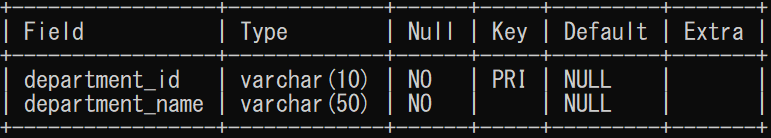 +-----------------+-------------+------+-----+---------+-------+
| Field           | Type        | Null | Key | Default | Extra |
+-----------------+-------------+------+-----+---------+-------+
| department_id   | varchar(10) | NO   | PRI | NULL    |       |
| department_name | varchar(50) | NO   |     | NULL    |       |
+-----------------+-------------+------+-----+---------+-------+